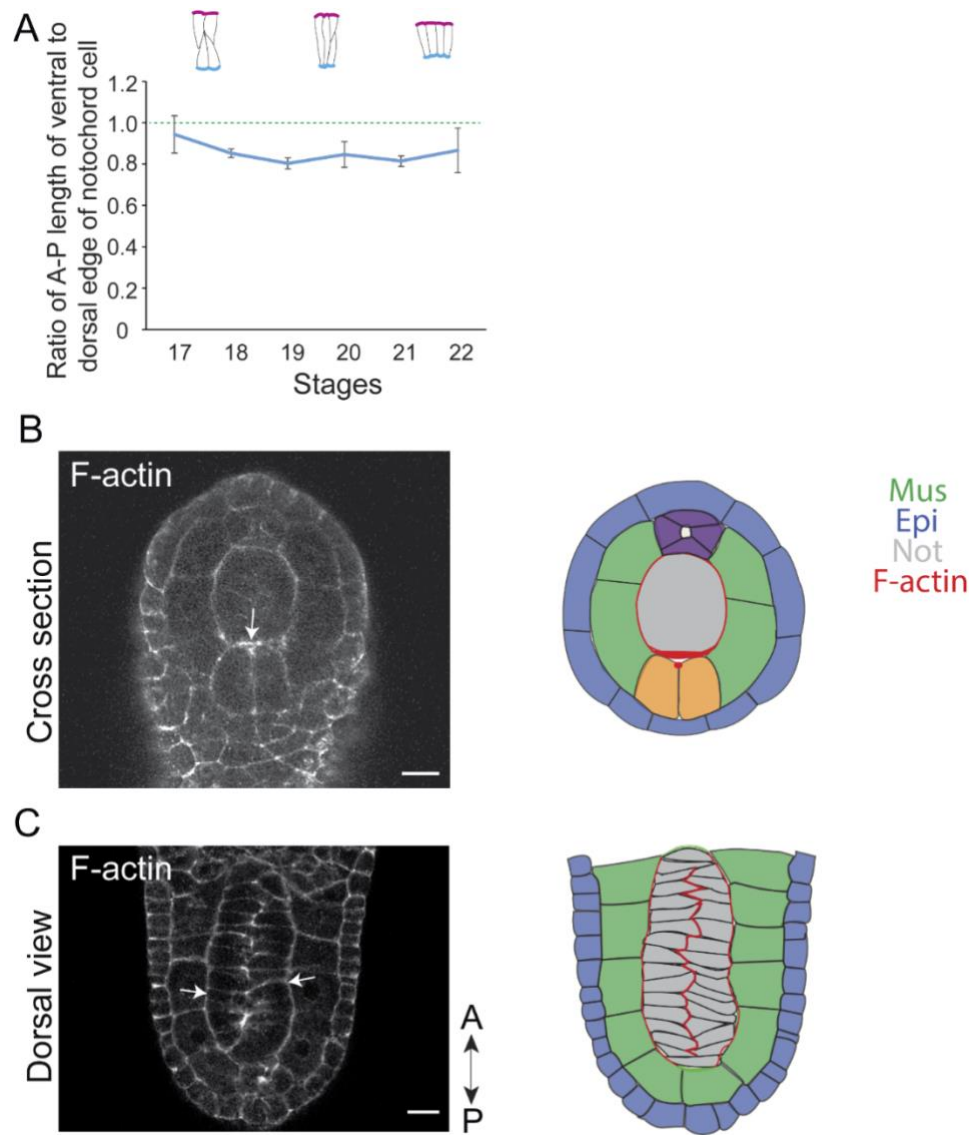 A
Ratio of A-P length of ventral to
dorsal edge of notochord cell
1.2
1.0
0.8
0.6
0.4
0.2
0
17 18 19 20 21 22
Stages
B
Cross section
F-actin
Mus
Epi
Not
F-actin
C
Dorsal view
F-actin
A
P